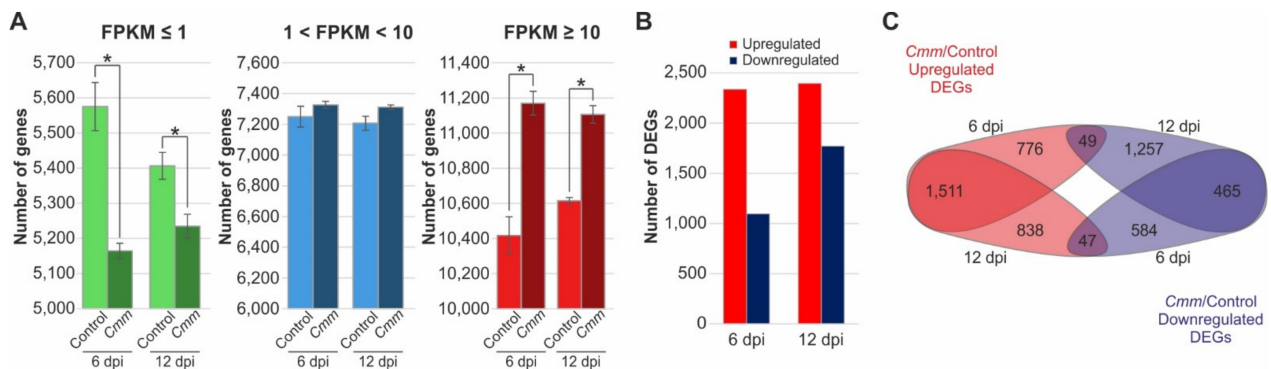 A
FPKM ≤ 1
1 < FPKM < 10
FPKM ≥ 10
Number of genes
5,700
5,600
5,500
5,400
5,300
5,200
5,100
5,000
Control
Cmm
Control
Cmm
6 dpi
12 dpi
*
*
Number of genes
7,600
7,400
7,200
7,000
6,800
6,600
6,400
6,200
6,000
Control
Cmm
Control
Cmm
6 dpi
12 dpi
Number of genes
11,400
11,200
11,000
10,800
10,600
10,400
10,200
10,000
Control
Cmm
Control
Cmm
6 dpi
12 dpi
*
*
B
Upregulated
Downregulated
Number of DEGs
2,500
2,000
1,500
1,000
500
0
6 dpi
12 dpi
C
Cmm/Control
Upregulated
DEGs
6 dpi
12 dpi
776
49
1,257
1,511
465
838
47
584
12 dpi
6 dpi
Cmm/Control
Downregulated
DEGs